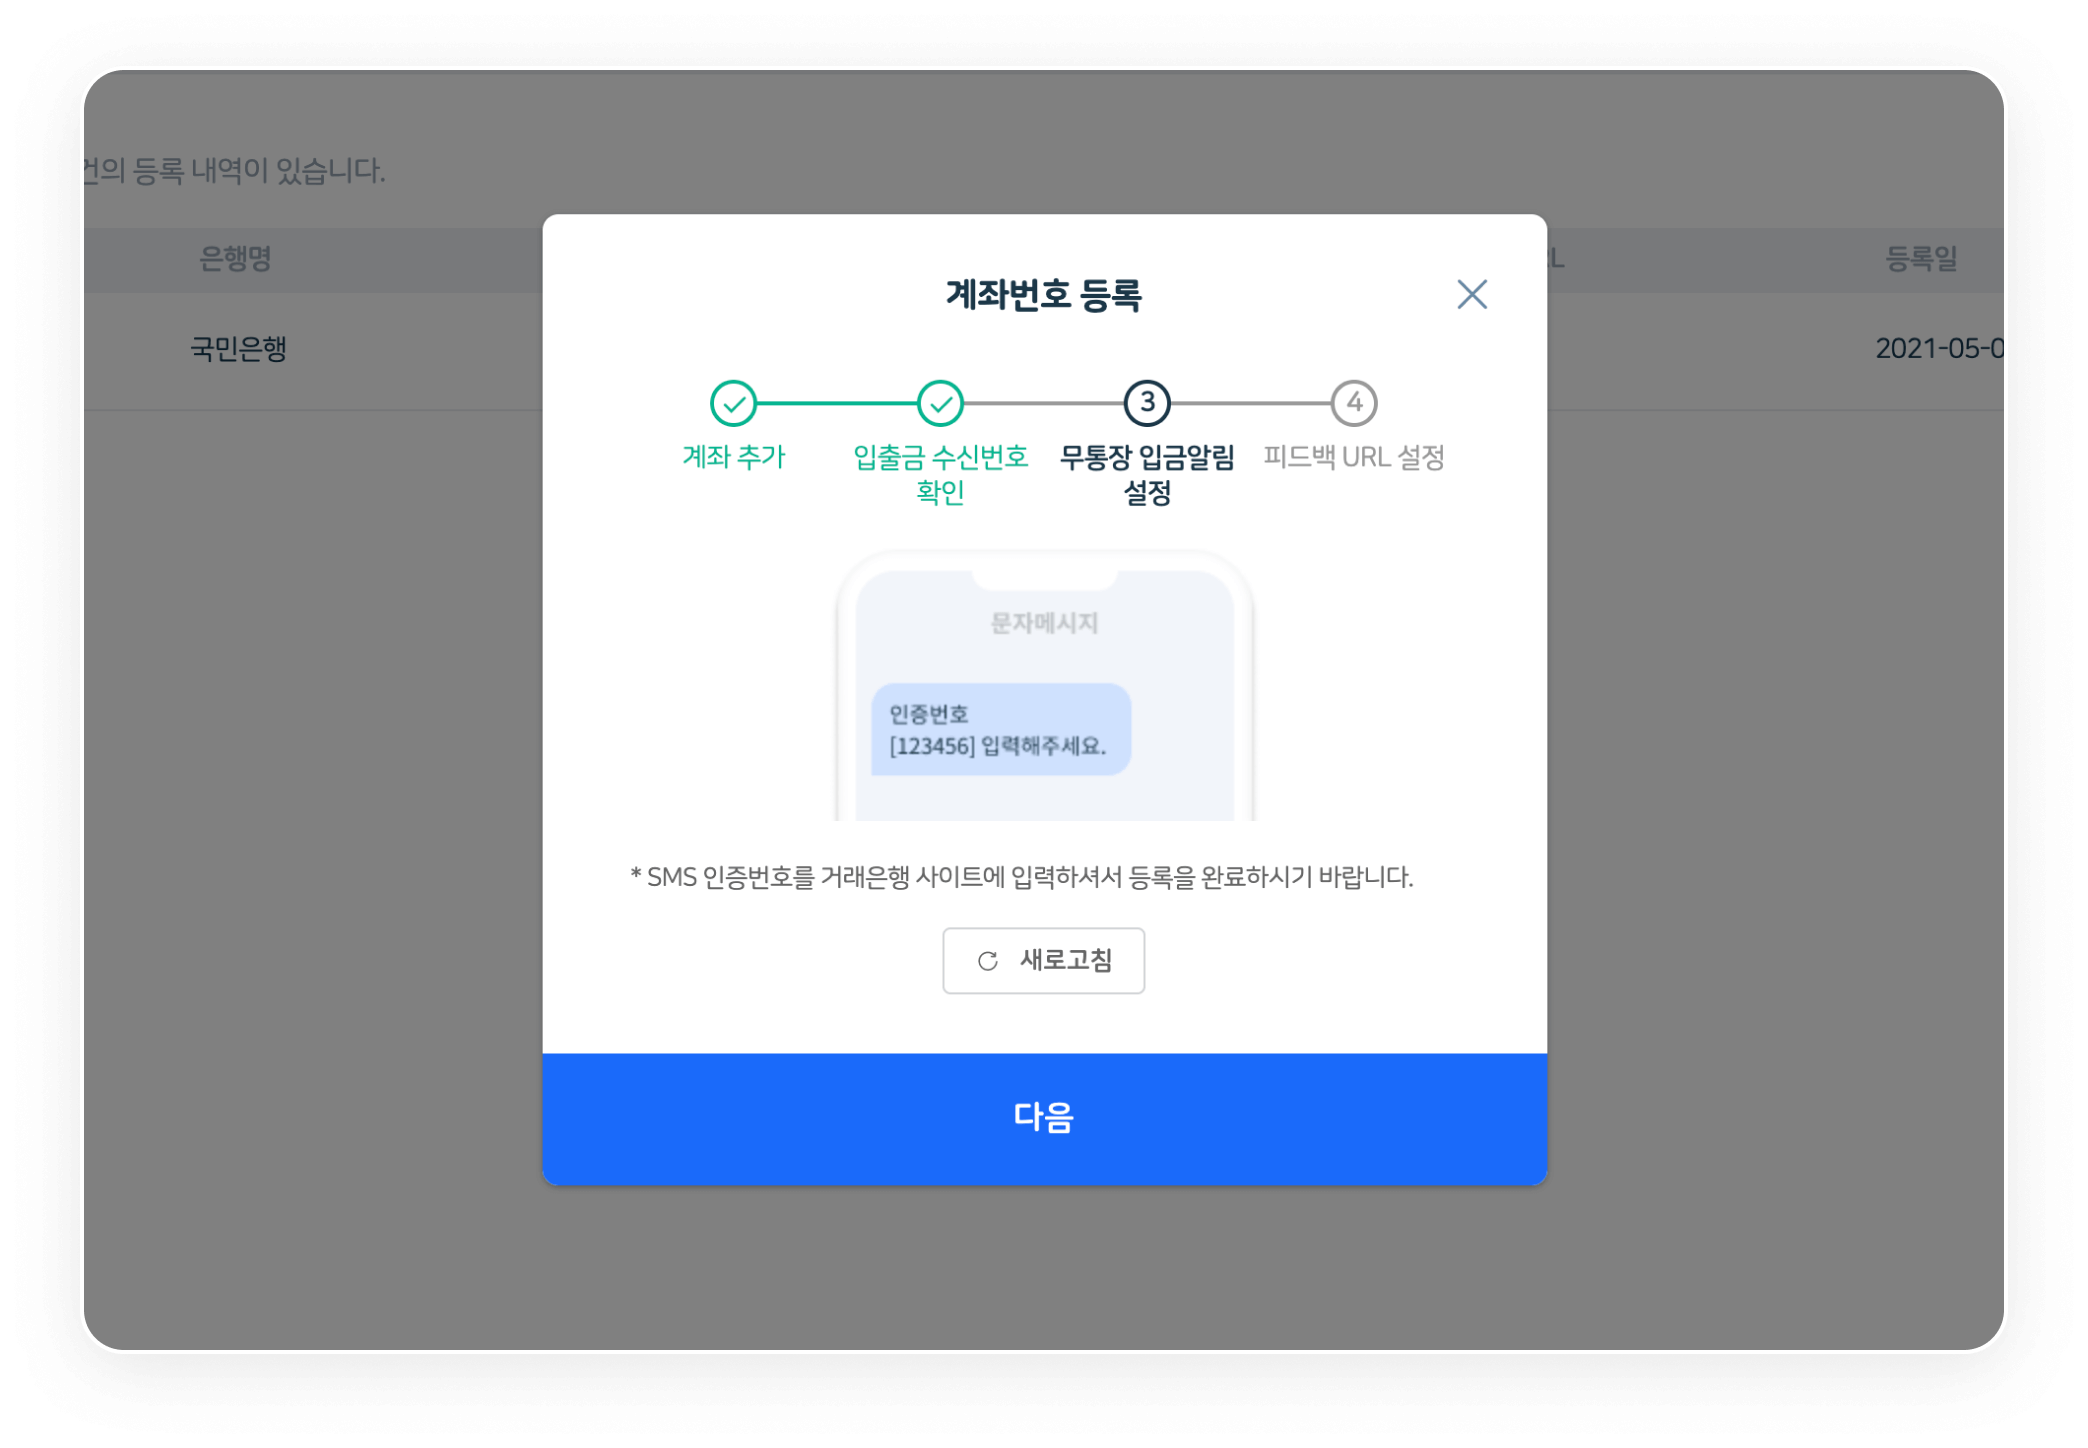 건의 등록 내역이 있습니다.
은행명
등록일
국민은행
2021-05-0
계좌번호 등록
3
4
계좌 추가
입출금 수신번호
확인
무통장 입금알림
설정
피드백 URL 설정
문자메시지
인증번호
[123456] 입력해주세요.
* SMS 인증번호를 거래은행 사이트에 입력하셔서 등록을 완료하시기 바랍니다.
새로고침
다음